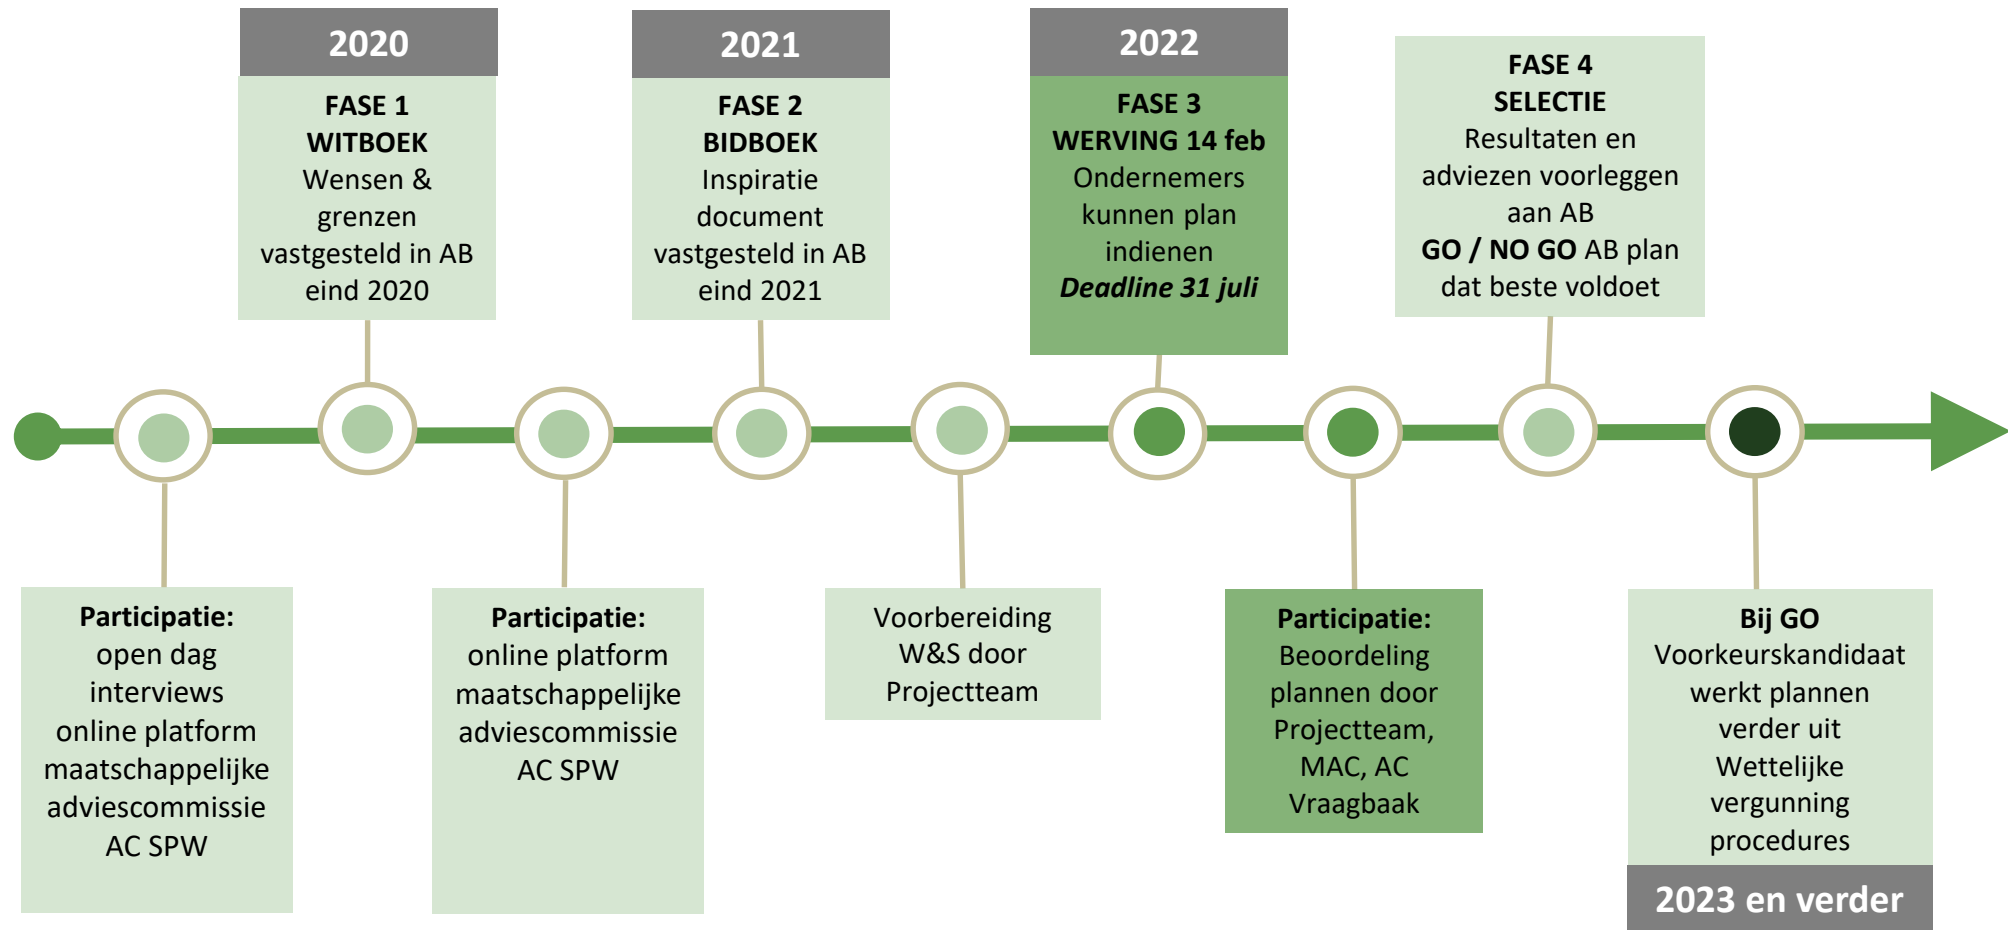 2020
FASE 1
WITBOEK
Wensen &
grenzen
vastgesteld in AB
eind 2020
2021
FASE 2
BIDBOEK
Inspiratie
document
vastgesteld in AB
eind 2021
2022
FASE 3
WERVING 14 feb
Ondernemers
kunnen plan
indienen
Deadline 31 juli
FASE 4
SELECTIE
Resultaten en
adviezen voorleggen
aan AB
GO / NO GO AB plan
dat beste voldoet
Participatie:
open dag
interviews
online platform
maatschappelijke
adviescommissie
AC SPW
Participatie:
online platform
maatschappelijke
adviescommissie
AC SPW
Voorbereiding
W&S door
Projectteam
Participatie:
Beoordeling
plannen door
Projectteam,
MAC, AC
Vraagbaak
Bij GO
Voorkeurskandidaat
werkt plannen
verder uit
Wettelijke
vergunning
procedures
2023 en verder